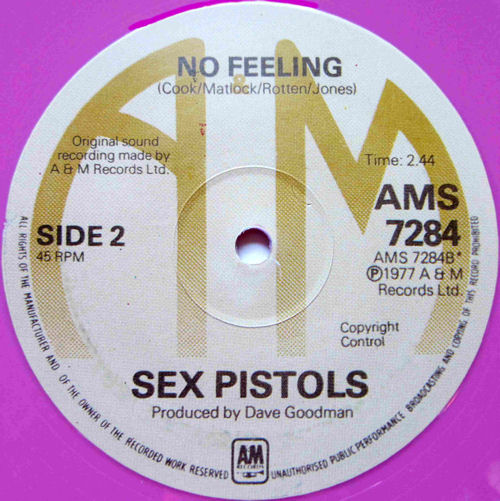 NO FEELING
(Cook/Matlock/Rotten/Jones)
Original sound
recording made by
A & M Records Ltd.
Time: 2.44
AMS
7284
SIDE 2
45 RPM
AMS 7284B*
Ⓟ1977 A & M
Records Ltd.
Copyright
Control
SEX PISTOLS
Produced by Dave Goodman
ALL RIGHTS OF THE MANUFACTURER AND OF THE OWNER OF THE RECORDED WORK RESERVED
AM
RECORDS
UNAUTHORISED PUBLIC PERFORMANCE BROADCASTING AND COPYING OF THIS RECORD PROHIBITED
A&M